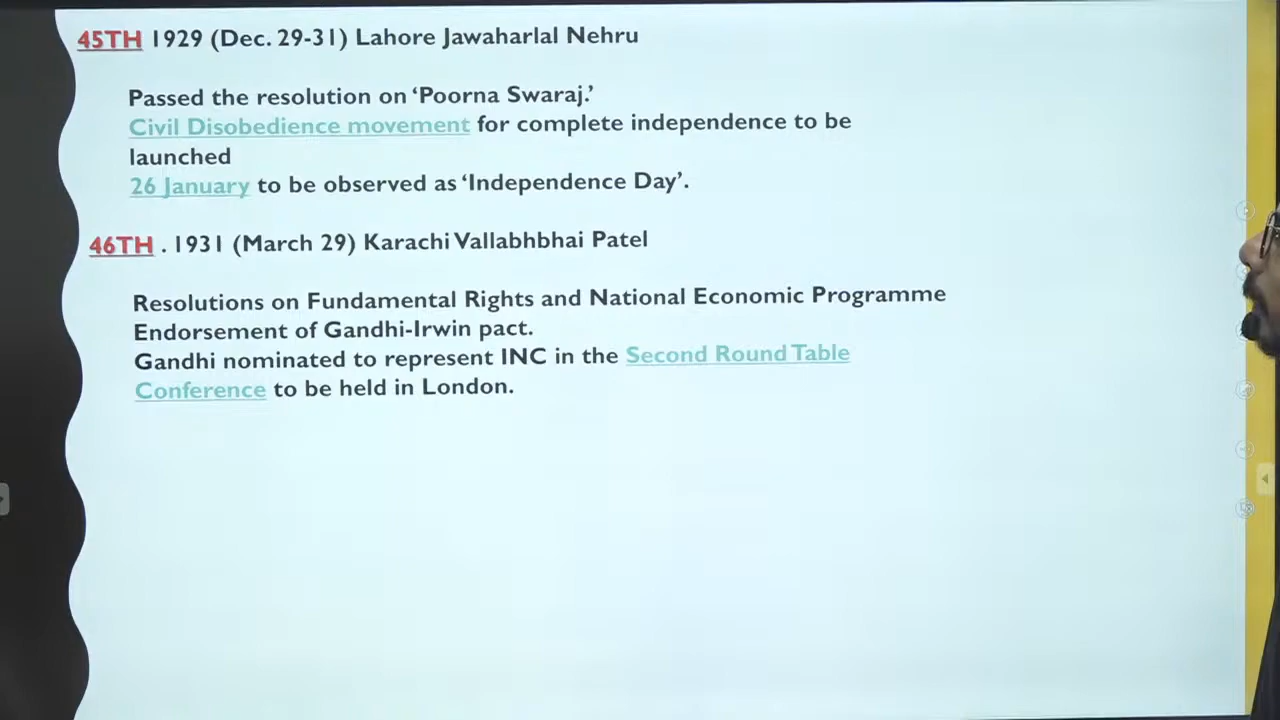 45TH 1929 (Dec. 29-31) Lahore Jawaharlal Nehru
Passed the resolution on ‘Poorna Swaraj.’
Civil Disobedience movement for complete independence to be
launched
26 January to be observed as ‘Independence Day’.
46TH . 1931 (March 29) Karachi Vallabhbhai Patel
Resolutions on Fundamental Rights and National Economic Programme
Endorsement of Gandhi-Irwin pact.
Gandhi nominated to represent INC in the Second Round Table
Conference to be held in London.